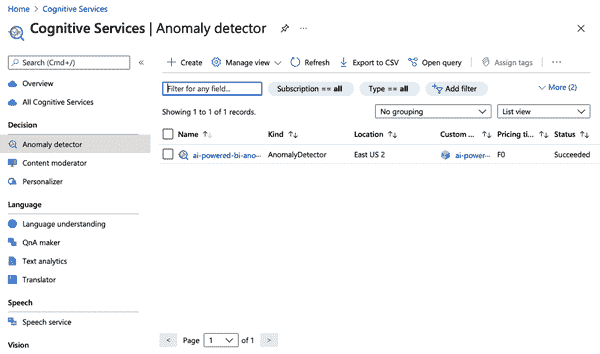 Home > Cognitive Services >
Cognitive Services | Anomaly detector
Search (Cmd+/)
Overview
All Cognitive Services
Decision
Anomaly detector
Content moderator
Personalizer
Language
Language understanding
QnA maker
Text analytics
Translator
Speech
Speech service
Vision
Create Manage view Refresh Export to CSV Open query Assign tags
Filter for any field... Subscription == all Type == all Add filter More (2)
Showing 1 to 1 of 1 records. No grouping List view
Name Kind Location Custom ... Pricing ti... Status
ai-powered-bi-ano... AnomalyDetector East US 2 ai-power... F0 Succeeded
< Page 1 of 1 >